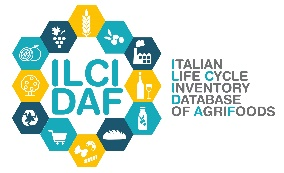 ILCI
DAF
ITALIAN
LIFE CYCLE
INVENTORY
DATABASE
OF AGRIFOODS